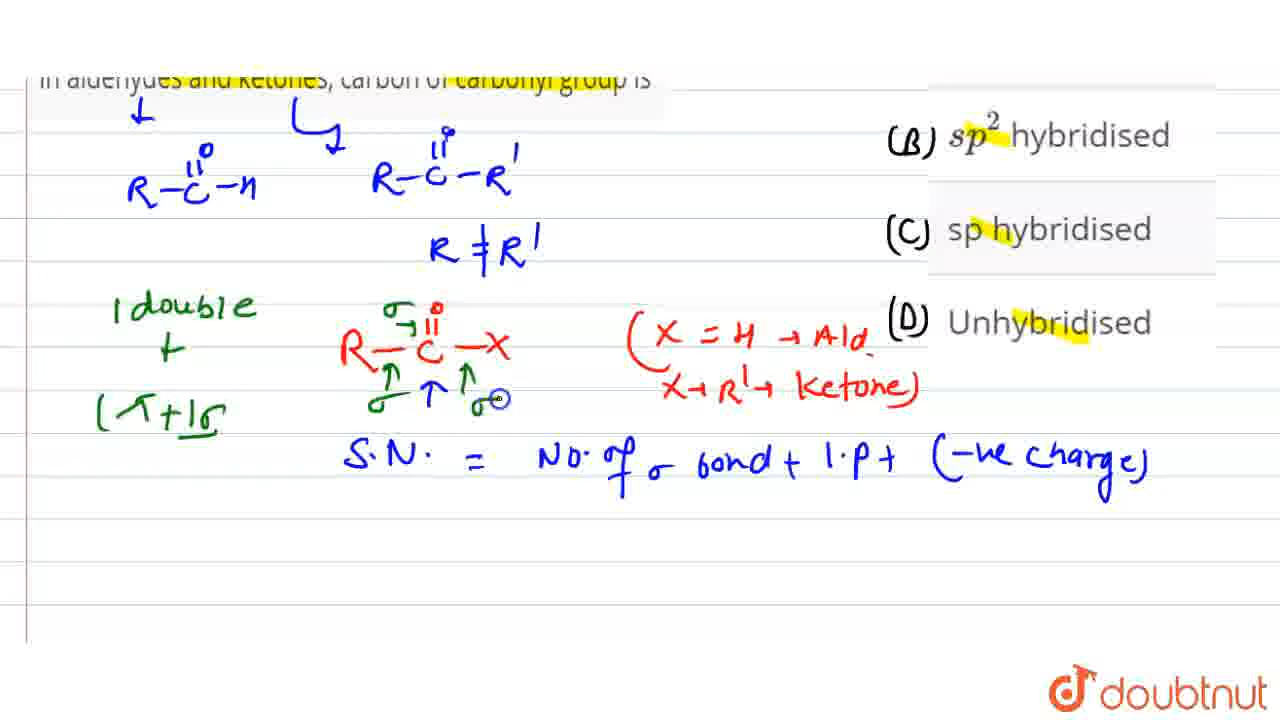 In aldehydes and ketones, carbon of carbonyl group is
(B) sp² hybridised
(C) sp hybridised
(D) Unhybridised
O O
R-C-H R-C-R'
R ≠ R'
1 double
+
(π+1σ
σ→ O
R-C-X
σ σ
(X = H → Ald.
X → R' → Ketone)
S.N. = No. of σ bond + l.p + (-ve charge)
doubtnut